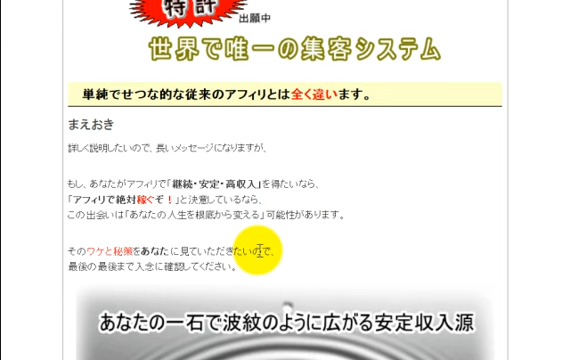 特許
出願中
世界で唯一の集客システム
単純でせつな的な従来のアフィリとは全く違います。
まえおき
詳しく説明したいので、長いメッセージになりますが、
もし、あなたがアフィリで「継続・安定・高収入」を得たいなら、
「アフィリで絶対稼ぐぞ！」と決意しているなら、
この出会いは「あなたの人生を根底から変える」可能性があります。
そのワケと秘策をあなたに見ていただきたいので、
最後の最後まで入念に確認してください。
あなたの一石で波紋のように広がる安定収入源